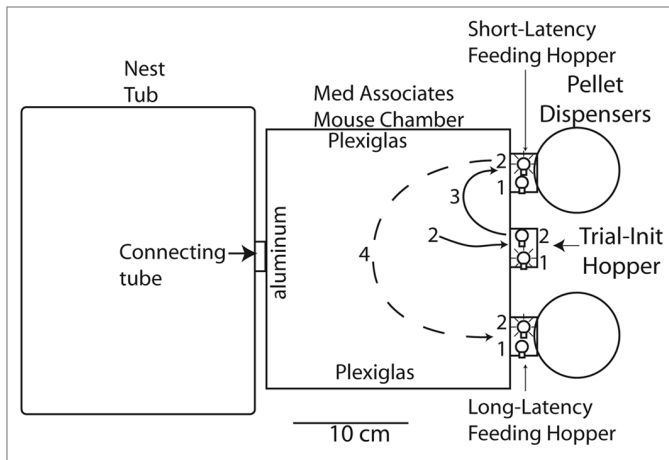 Short-Latency
Feeding Hopper
Nest
Tub
Pellet
Dispensers
Med Associates
Mouse Chamber
Plexiglas
2
1
3
2
2
1
Trial-Init
Hopper
Connecting
tube
aluminum
4
2
1
Plexiglas
Long-Latency
Feeding Hopper
10 cm